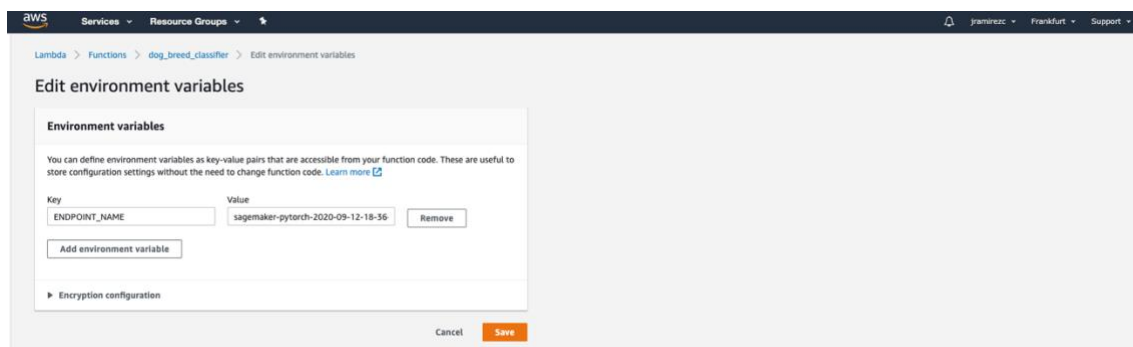 aws Services Resource Groups jramirezc Frankfurt Support
Lambda > Functions > dog_breed_classifier > Edit environment variables
Edit environment variables
Environment variables
You can define environment variables as key-value pairs that are accessible from your function code. These are useful to
store configuration settings without the need to change function code. Learn more
Key Value
ENDPOINT_NAME sagemaker-pytorch-2020-09-12-18-36- Remove
Add environment variable
Encryption configuration
Cancel Save